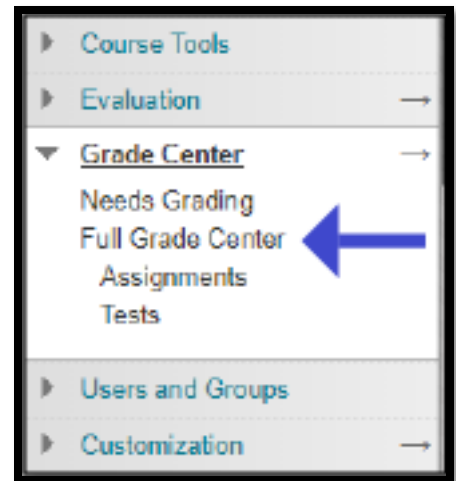 Course Tools
Evaluation
Grade Center
Needs Grading
Full Grade Center
Assignments
Tests
Users and Groups
Customization